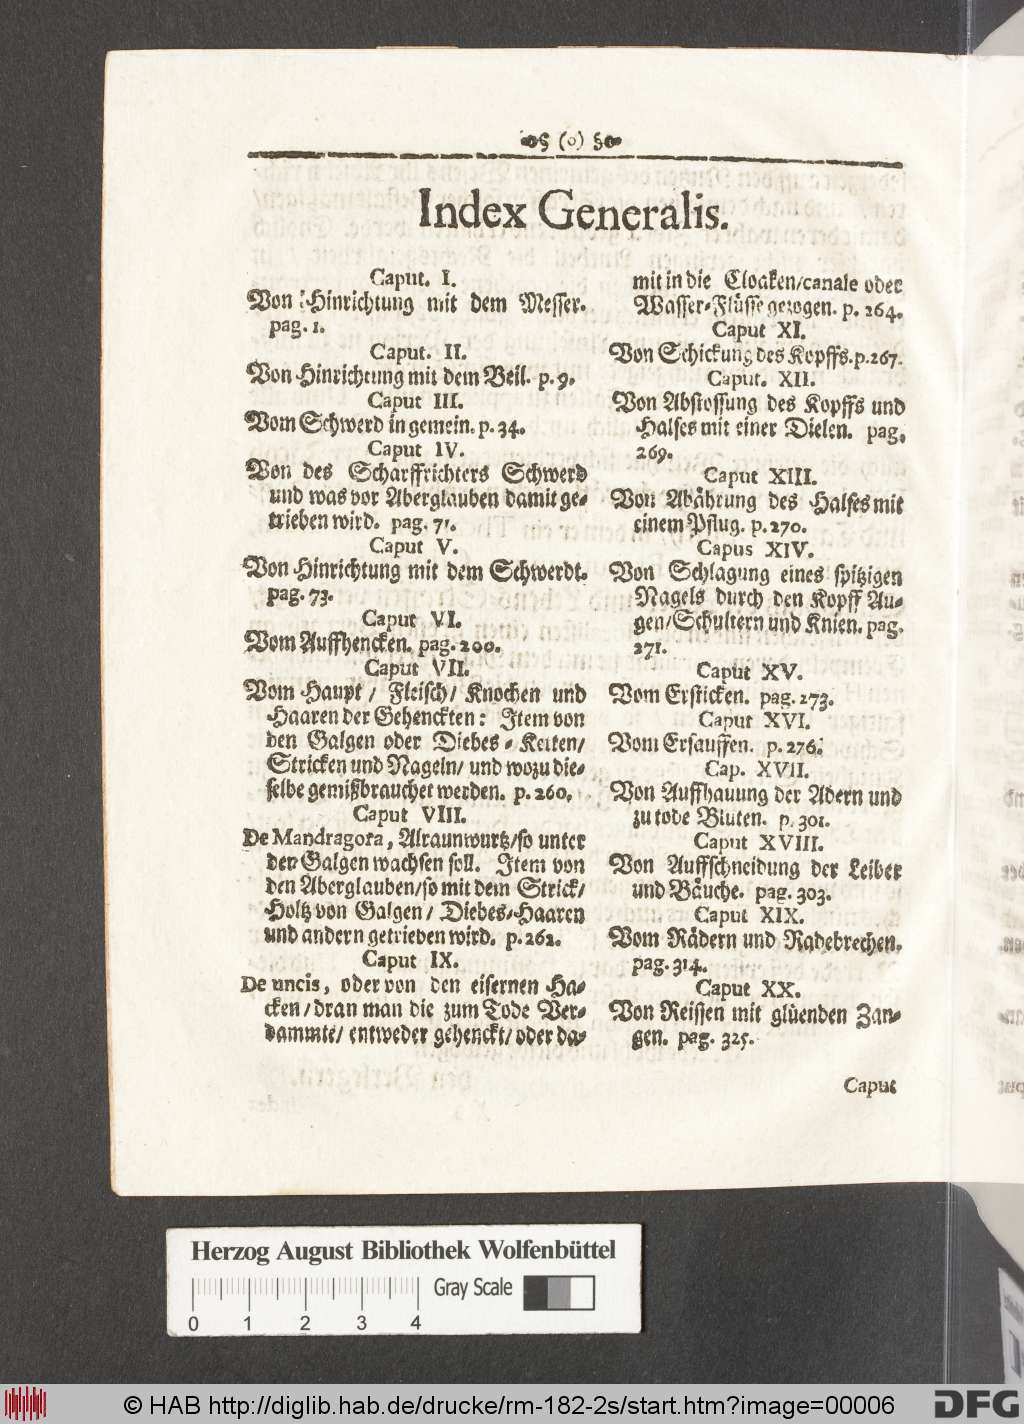 § (o) §
Index Generalis.
Caput. I.
Von Hinrichtung mit dem Messer.
pag. 1.
Caput. II.
Von Hinrichtung mit dem Beil. p. 9.
Caput III.
Vom Schwerd in gemein. p. 34.
Caput IV.
Von des Scharffrichters Schwerd
und was vor Aberglauben damit ge-
trieben wird. pag. 71.
Caput V.
Von Hinrichtung mit dem Schwerdt.
pag. 73.
Caput VI.
Vom Auffhencken. pag. 200.
Caput VII.
Vom Haupt / Fleisch / Knochen und
Haaren der Gehenckten: Item von
den Galgen oder Diebes-Ketten /
Stricken und Nageln / und wozu die-
selbe gemißbrauchet werden. p. 260.
Caput VIII.
De Mandragora, Alraunwurtz / so unter
den Galgen wachsen soll. Item von
den Aberglauben / so mit dem Strick /
Holtz von Galgen / Diebes-Haaren
und andern getrieben wird. p. 262.
Caput IX.
De uncis, oder von den eisernen Ha-
cken / dran man die zum Tode Ver-
dammte / entweder gehenckt / oder da-
mit in die Cloaken / canale oder
Wasser-Flüsse gezogen. p. 264.
Caput XI.
Von Schickung des Kopffs. p. 267.
Caput. XII.
Von Abstossung des Kopffs und
Halses mit einer Dielen. pag.
269.
Caput XIII.
Von Abährung des Halses mit
einem Pflug. p. 270.
Capus XIV.
Von Schlagung eines spitzigen
Nagels durch den Kopff Au-
gen / Schultern und Knien. pag.
271.
Caput XV.
Vom Ersticken. pag. 273.
Caput XVI.
Vom Ersauffen. p. 276.
Cap. XVII.
Von Auffhauung der Adern und
zu tode Bluten. p. 301.
Caput XVIII.
Von Auffschneidung der Leiber
und Bäuche. pag. 303.
Caput XIX.
Vom Rädern und Radebrechen.
pag. 314.
Caput XX.
Von Reissen mit glüenden Zan-
gen. pag. 325.
Caput
Herzog August Bibliothek Wolfenbüttel
Gray Scale
0 1 2 3 4
© HAB http://diglib.hab.de/drucke/rm-182-2s/start.htm?image=00006
DFG